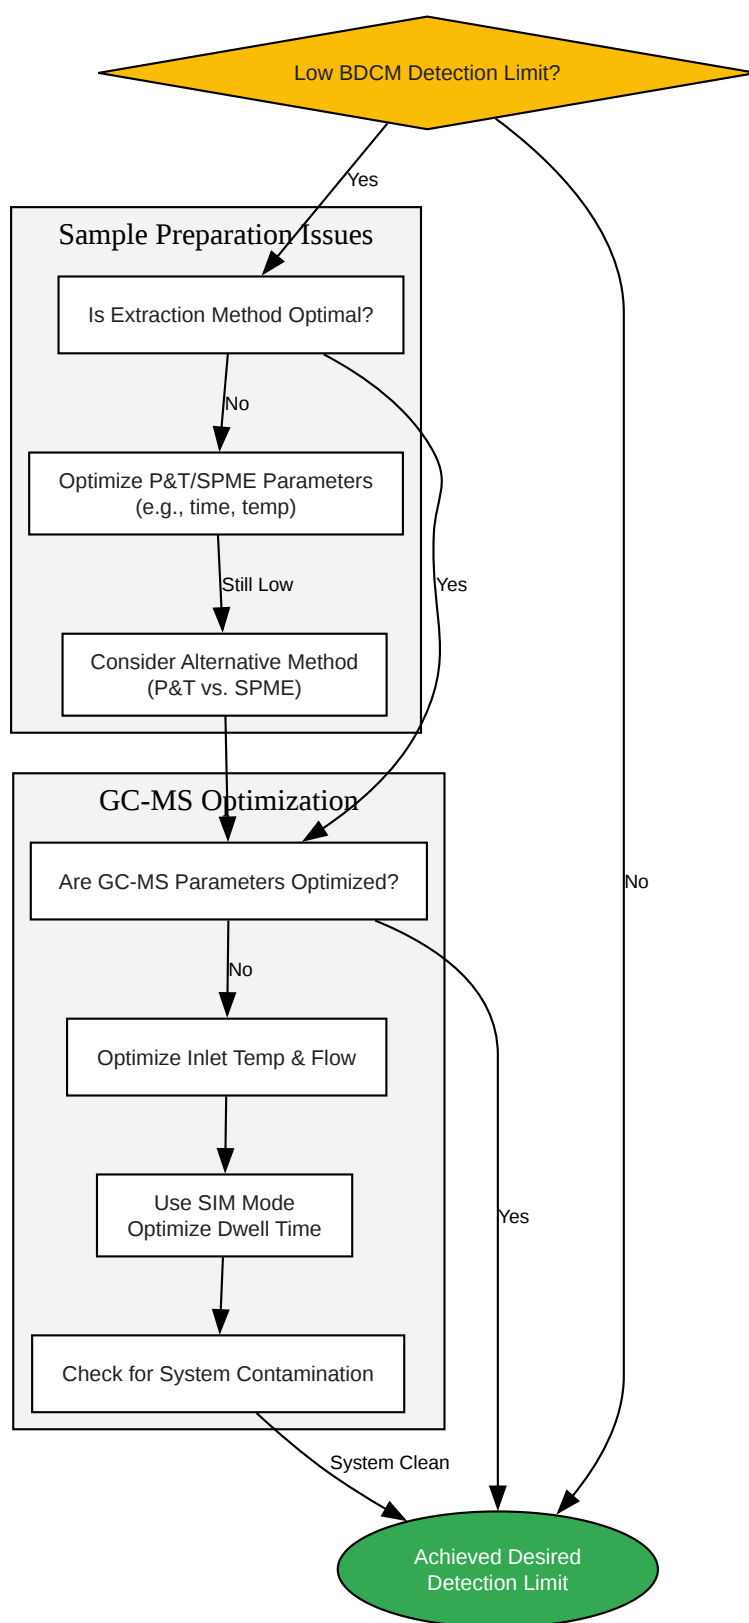 Low BDCM Detection Limit?
Yes
Sample Preparation Issues
Is Extraction Method Optimal?
No
Optimize P&T/SPME Parameters
(e.g., time, temp)
Still Low
Yes
Consider Alternative Method
(P&T vs. SPME)
GC-MS Optimization
Are GC-MS Parameters Optimized?
No
No
Optimize Inlet Temp & Flow
Use SIM Mode
Optimize Dwell Time
Yes
Check for System Contamination
System Clean
Achieved Desired
Detection Limit